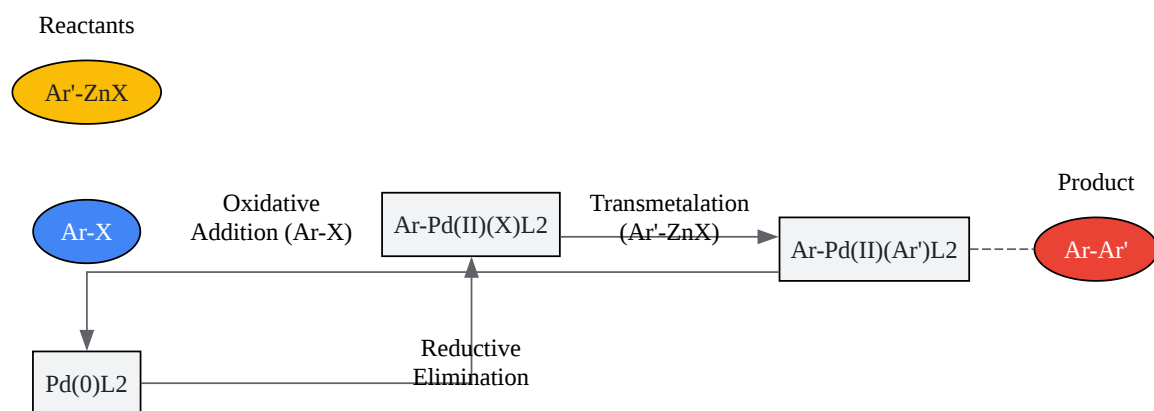 Reactants
Ar'-ZnX
Oxidative
Addition (Ar-X)
Ar-X
Ar-Pd(II)(X)L2
Transmetalation
(Ar'-ZnX)
Ar-Pd(II)(Ar')L2
Product
Ar-Ar'
Reductive
Elimination
Pd(0)L2